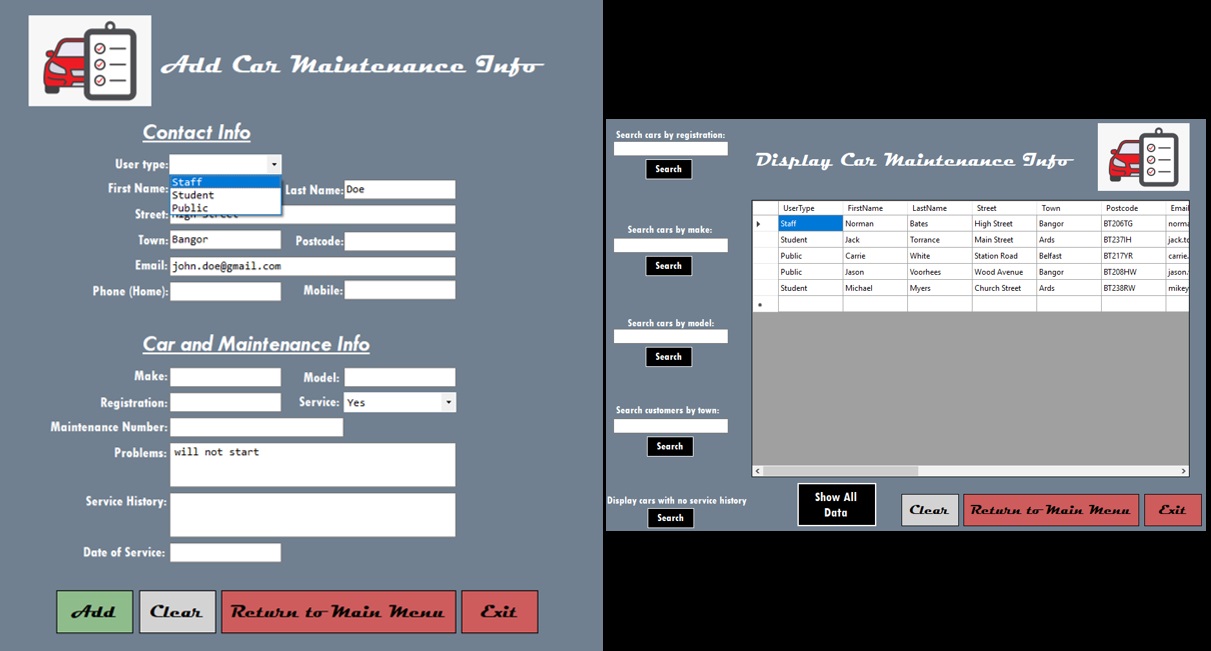 Add Car Maintenance Info
Contact Info
User type:
Staff
Student
Public
First Name:
Last Name: Doe
Street: High Street
Town: Bangor Postcode:
Email: john.doe@gmail.com
Phone (Home): Mobile:
Car and Maintenance Info
Make: Model:
Registration: Service: Yes
Maintenance Number:
Problems: will not start
Service History:
Date of Service:
Add Clear Return to Main Menu Exit
Search cars by registration:
Search
Search cars by make:
Search
Search cars by model:
Search
Search customers by town:
Search
Display cars with no service history
Search
Display Car Maintenance Info
UserType FirstName LastName Street Town Postcode Email
Staff Norman Bates High Street Bangor BT206TG norma
Student Jack Torrance Main Street Ards BT237IH jack.to
Public Carrie White Station Road Belfast BT217YR carrie.
Public Jason Voorhees Wood Avenue Bangor BT208HW jason.
Student Michael Myers Church Street Ards BT238RW mikey
Show All
Data
Clear Return to Main Menu Exit